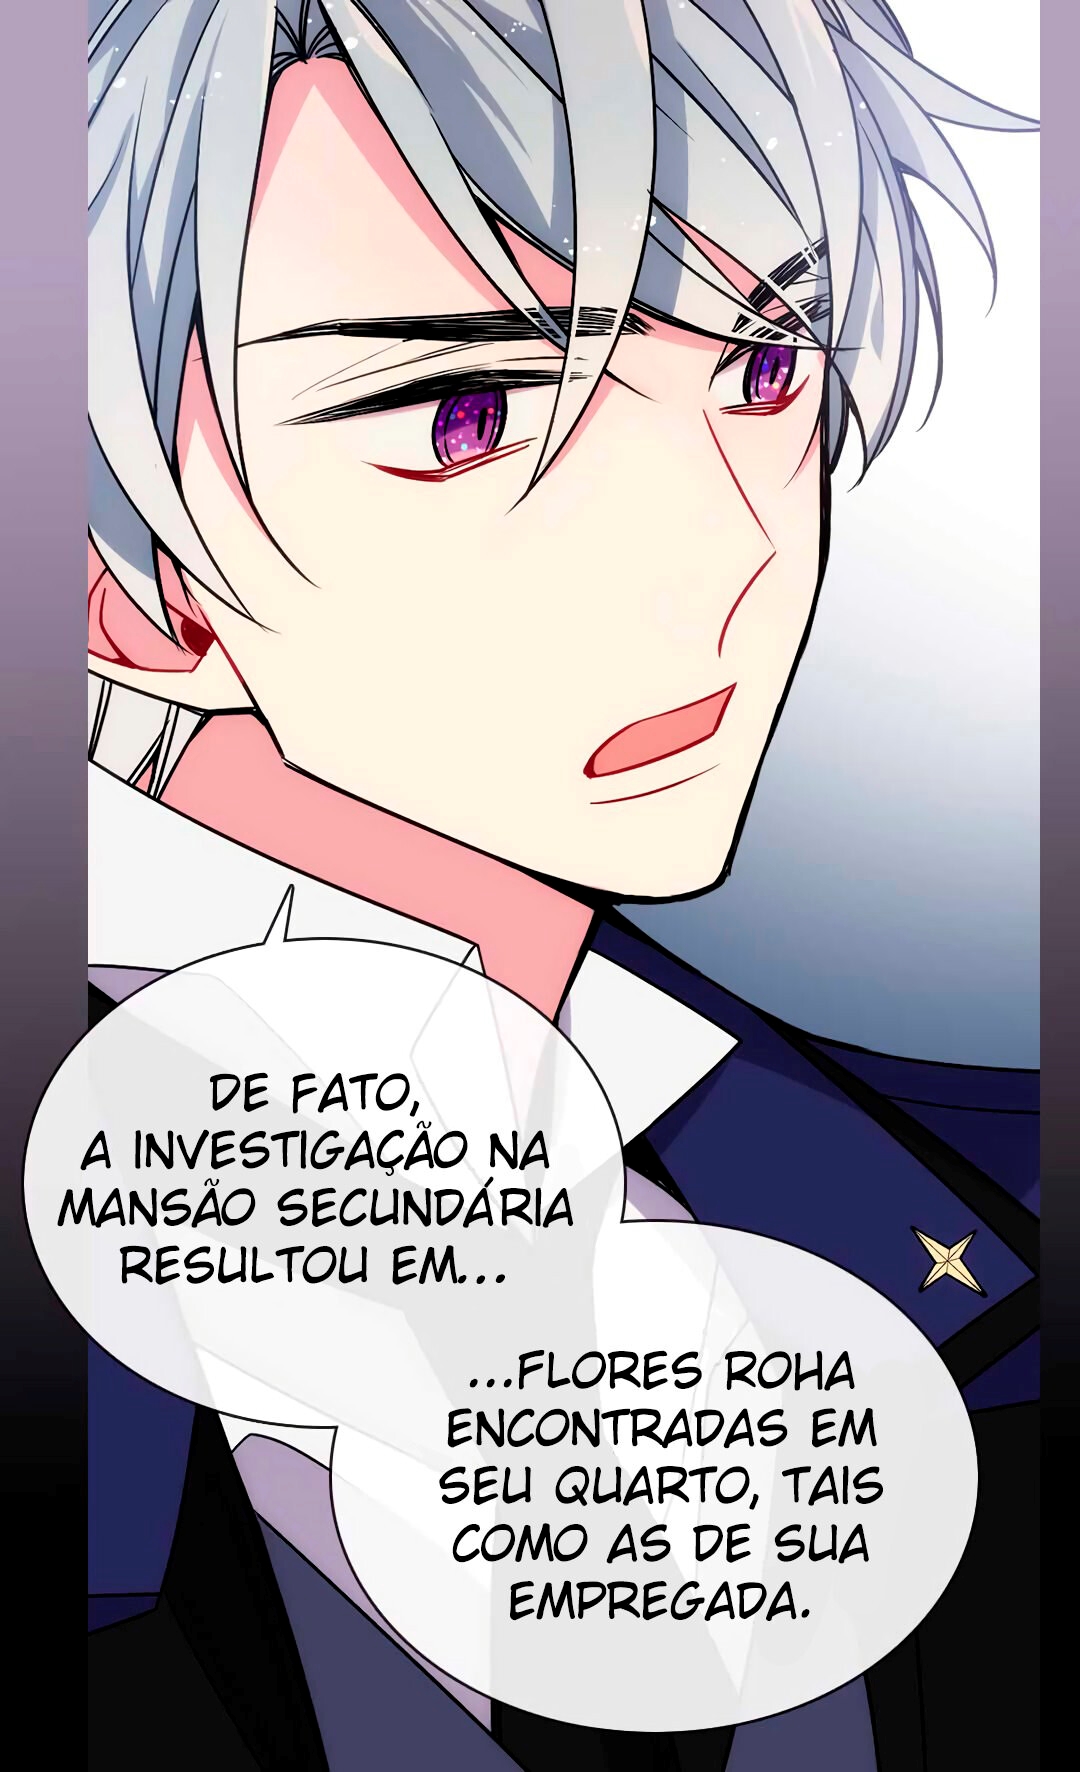 DE FATO,
A INVESTIGAÇÃO NA
MANSÃO SECUNDÁRIA
RESULTOU EM...
...FLORES ROHA
ENCONTRADAS EM
SEU QUARTO, TAIS
COMO AS DE SUA
EMPREGADA.